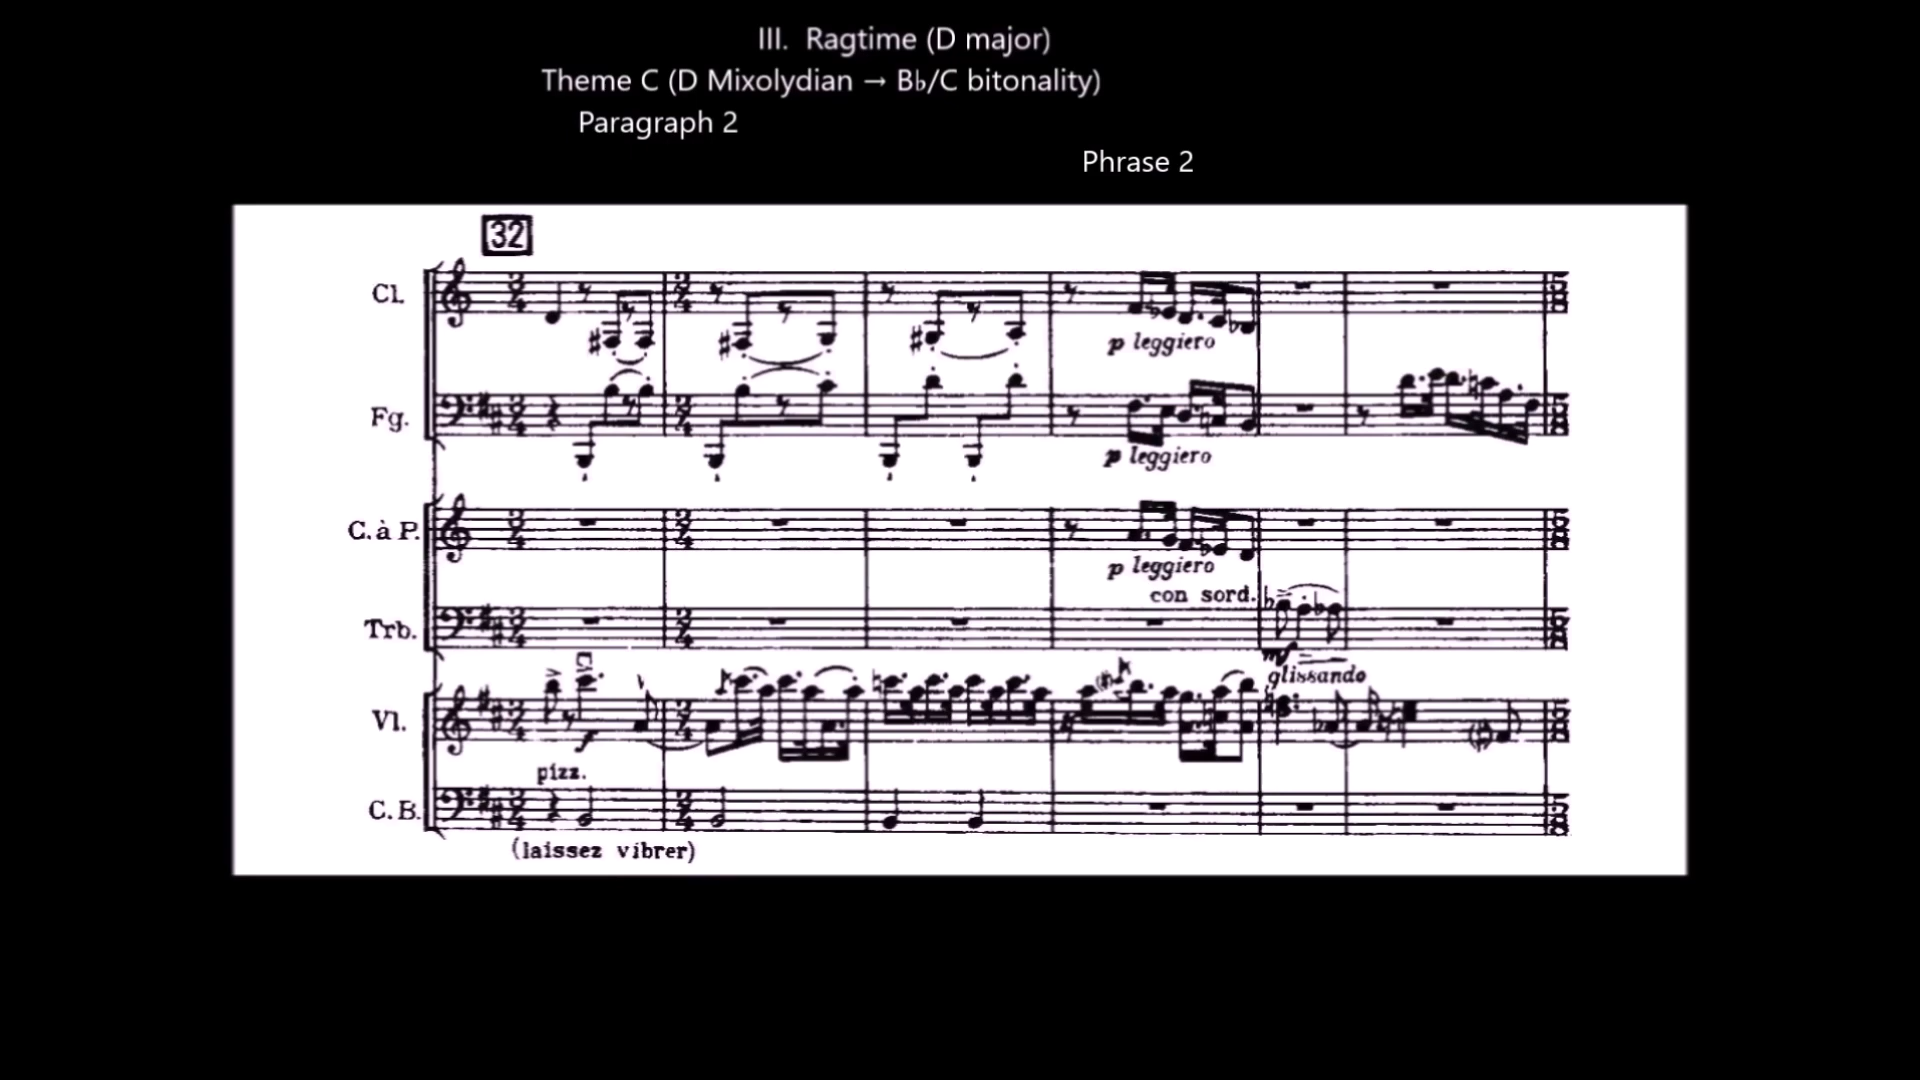 III. Ragtime (D major)
Theme C (D Mixolydian → B♭/C bitonality)
Paragraph 2
Phrase 2
32
Cl.
p leggiero
Fg.
p leggiero
C. à P.
p leggiero
con sord.
Trb.
mf
glissando
Vl.
f
pizz.
C. B.
(laissez vibrer)